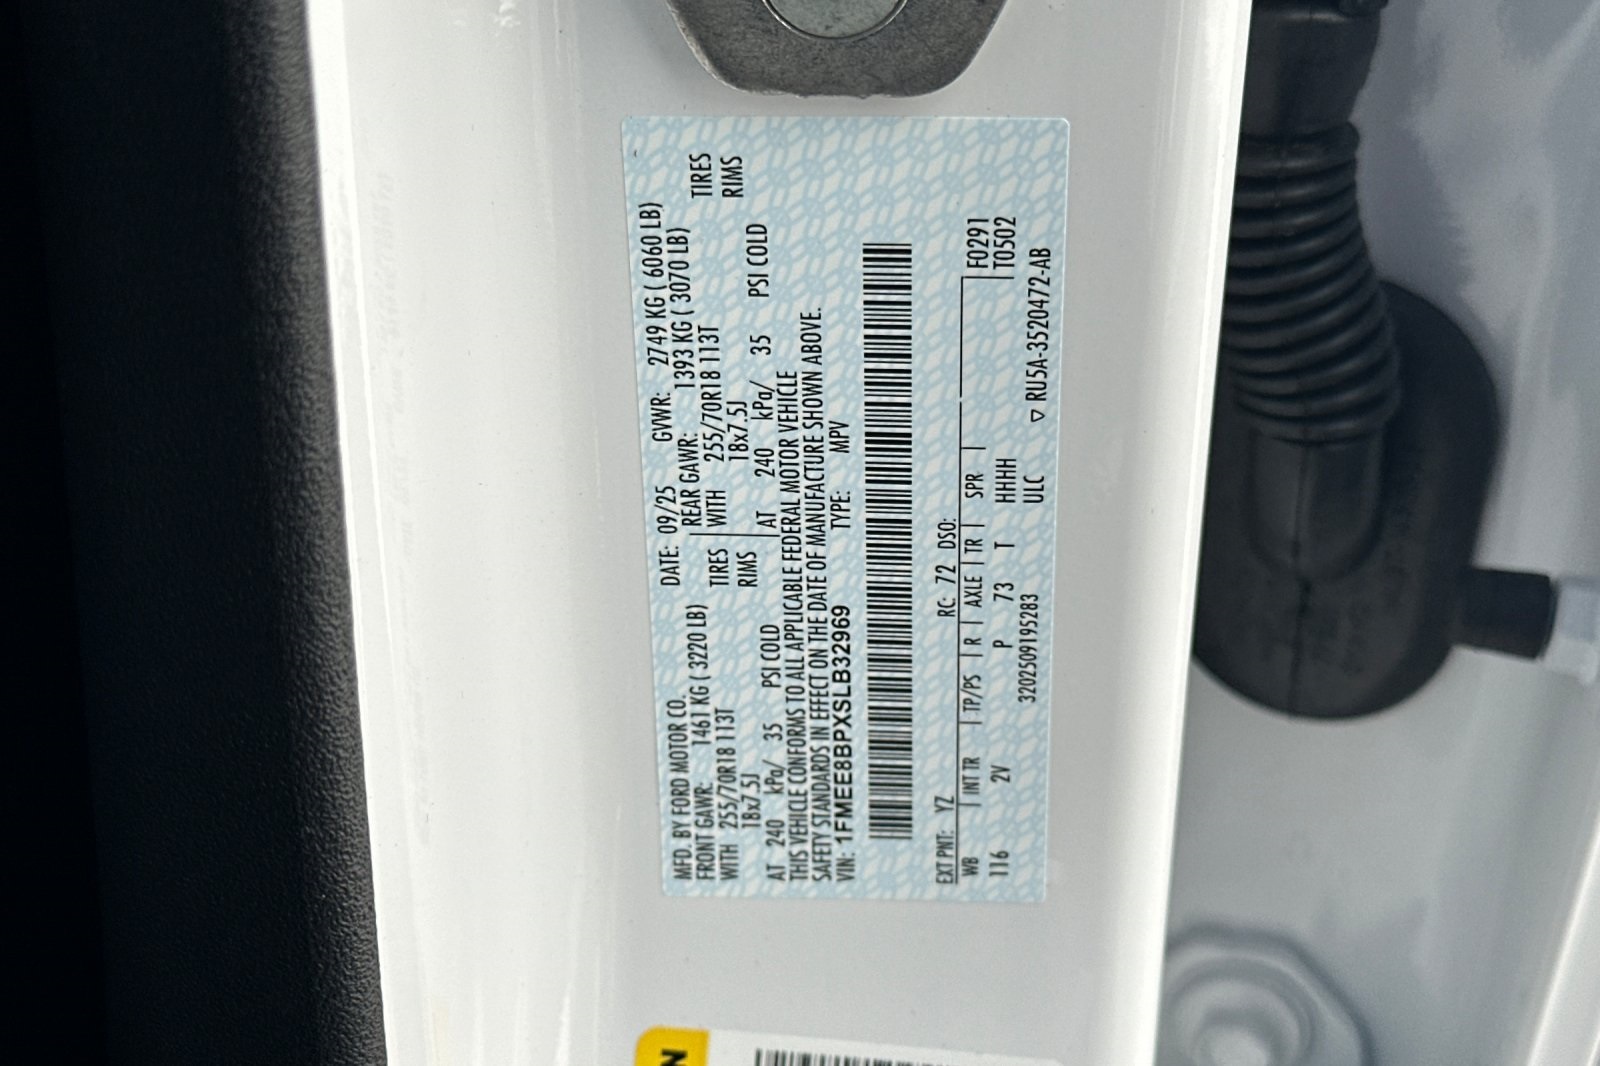 MFD. BY FORD MOTOR CO. DATE: 09/25 GVWR: 2749 KG ( 6060 LB)
FRONT GAWR: 1461 KG ( 3220 LB) REAR GAWR: 1393 KG ( 3070 LB)
WITH 255/70R18 113T TIRES WITH 255/70R18 113T TIRES
18x7.5J RIMS 18x7.5J RIMS
AT 240 kPa/ 35 PSI COLD AT 240 kPa/ 35 PSI COLD
THIS VEHICLE CONFORMS TO ALL APPLICABLE FEDERAL MOTOR VEHICLE
SAFETY STANDARDS IN EFFECT ON THE DATE OF MANUFACTURE SHOWN ABOVE.
VIN: 1FMEE8BPXSLB32969 TYPE: MPV
EXT PNT: YZ RC: 72 DSO:
WB INT TR TP/PS R AXLE TR SPR F0291
116 2V P 73 T HHHH T0502
3202509195283 ULC ▽ RU5A-3520472-AB